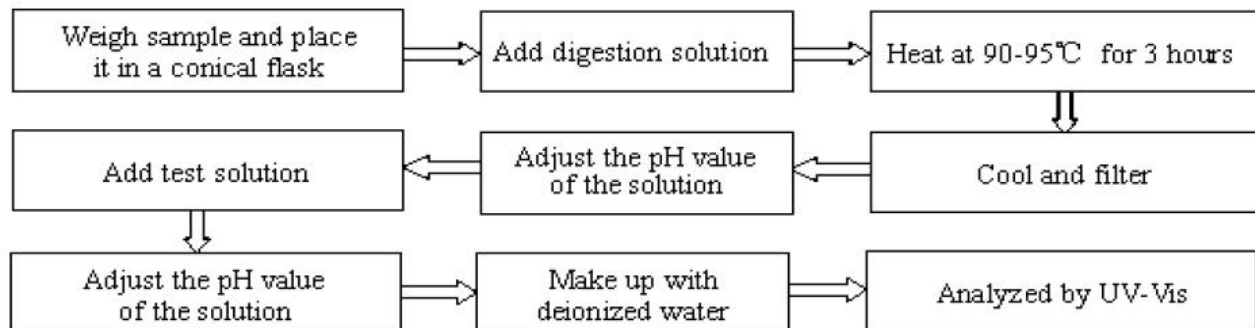 Weigh sample and place
it in a conical flask
Add digestion solution
Heat at 90-95℃ for 3 hours
Cool and filter
Adjust the pH value
of the solution
Add test solution
Adjust the pH value
of the solution
Make up with
deionized water
Analyzed by UV-Vis